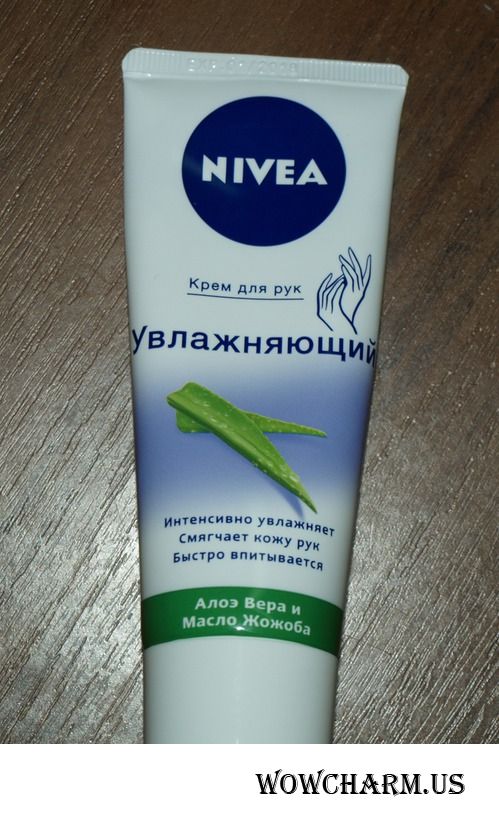 NIVEA
Крем для рук
Увлажняющий
Интенсивно увлажняет
Смягчает кожу рук
Быстро впитывается
Алоэ Вера и
Масло Жожоба
WOWCHARM.US